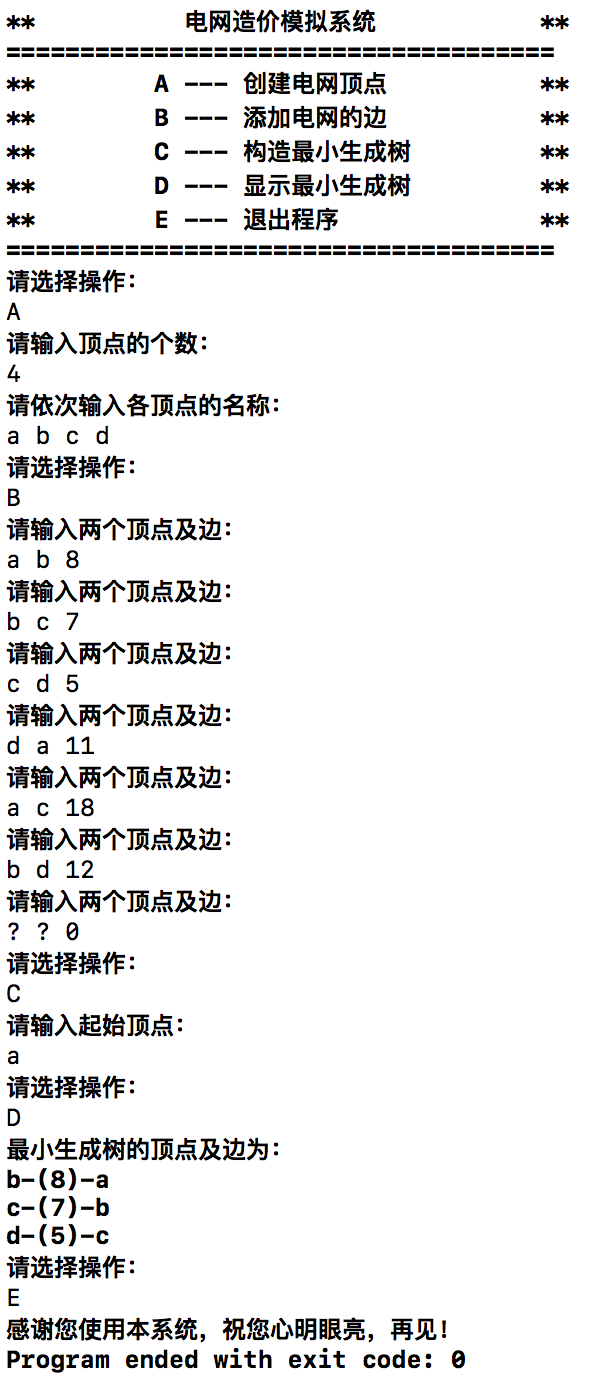 ** 电网造价模拟系统 **
=====================================
** A --- 创建电网顶点 **
** B --- 添加电网的边 **
** C --- 构造最小生成树 **
** D --- 显示最小生成树 **
** E --- 退出程序 **
=====================================
请选择操作:
A
请输入顶点的个数:
4
请依次输入各顶点的名称:
a b c d
请选择操作:
B
请输入两个顶点及边:
a b 8
请输入两个顶点及边:
b c 7
请输入两个顶点及边:
c d 5
请输入两个顶点及边:
d a 11
请输入两个顶点及边:
a c 18
请输入两个顶点及边:
b d 12
请输入两个顶点及边:
? ? 0
请选择操作:
C
请输入起始顶点:
a
请选择操作:
D
最小生成树的顶点及边为:
b-(8)-a
c-(7)-b
d-(5)-c
请选择操作:
E
感谢您使用本系统，祝您心明眼亮，再见!
Program ended with exit code: 0